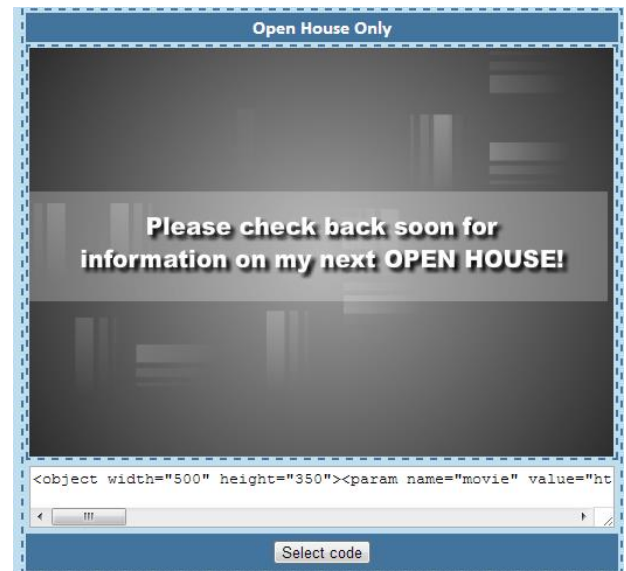 Open House Only
Please check back soon for
information on my next OPEN HOUSE!
<object width="500" height="350"><param name="movie" value="ht
Select code